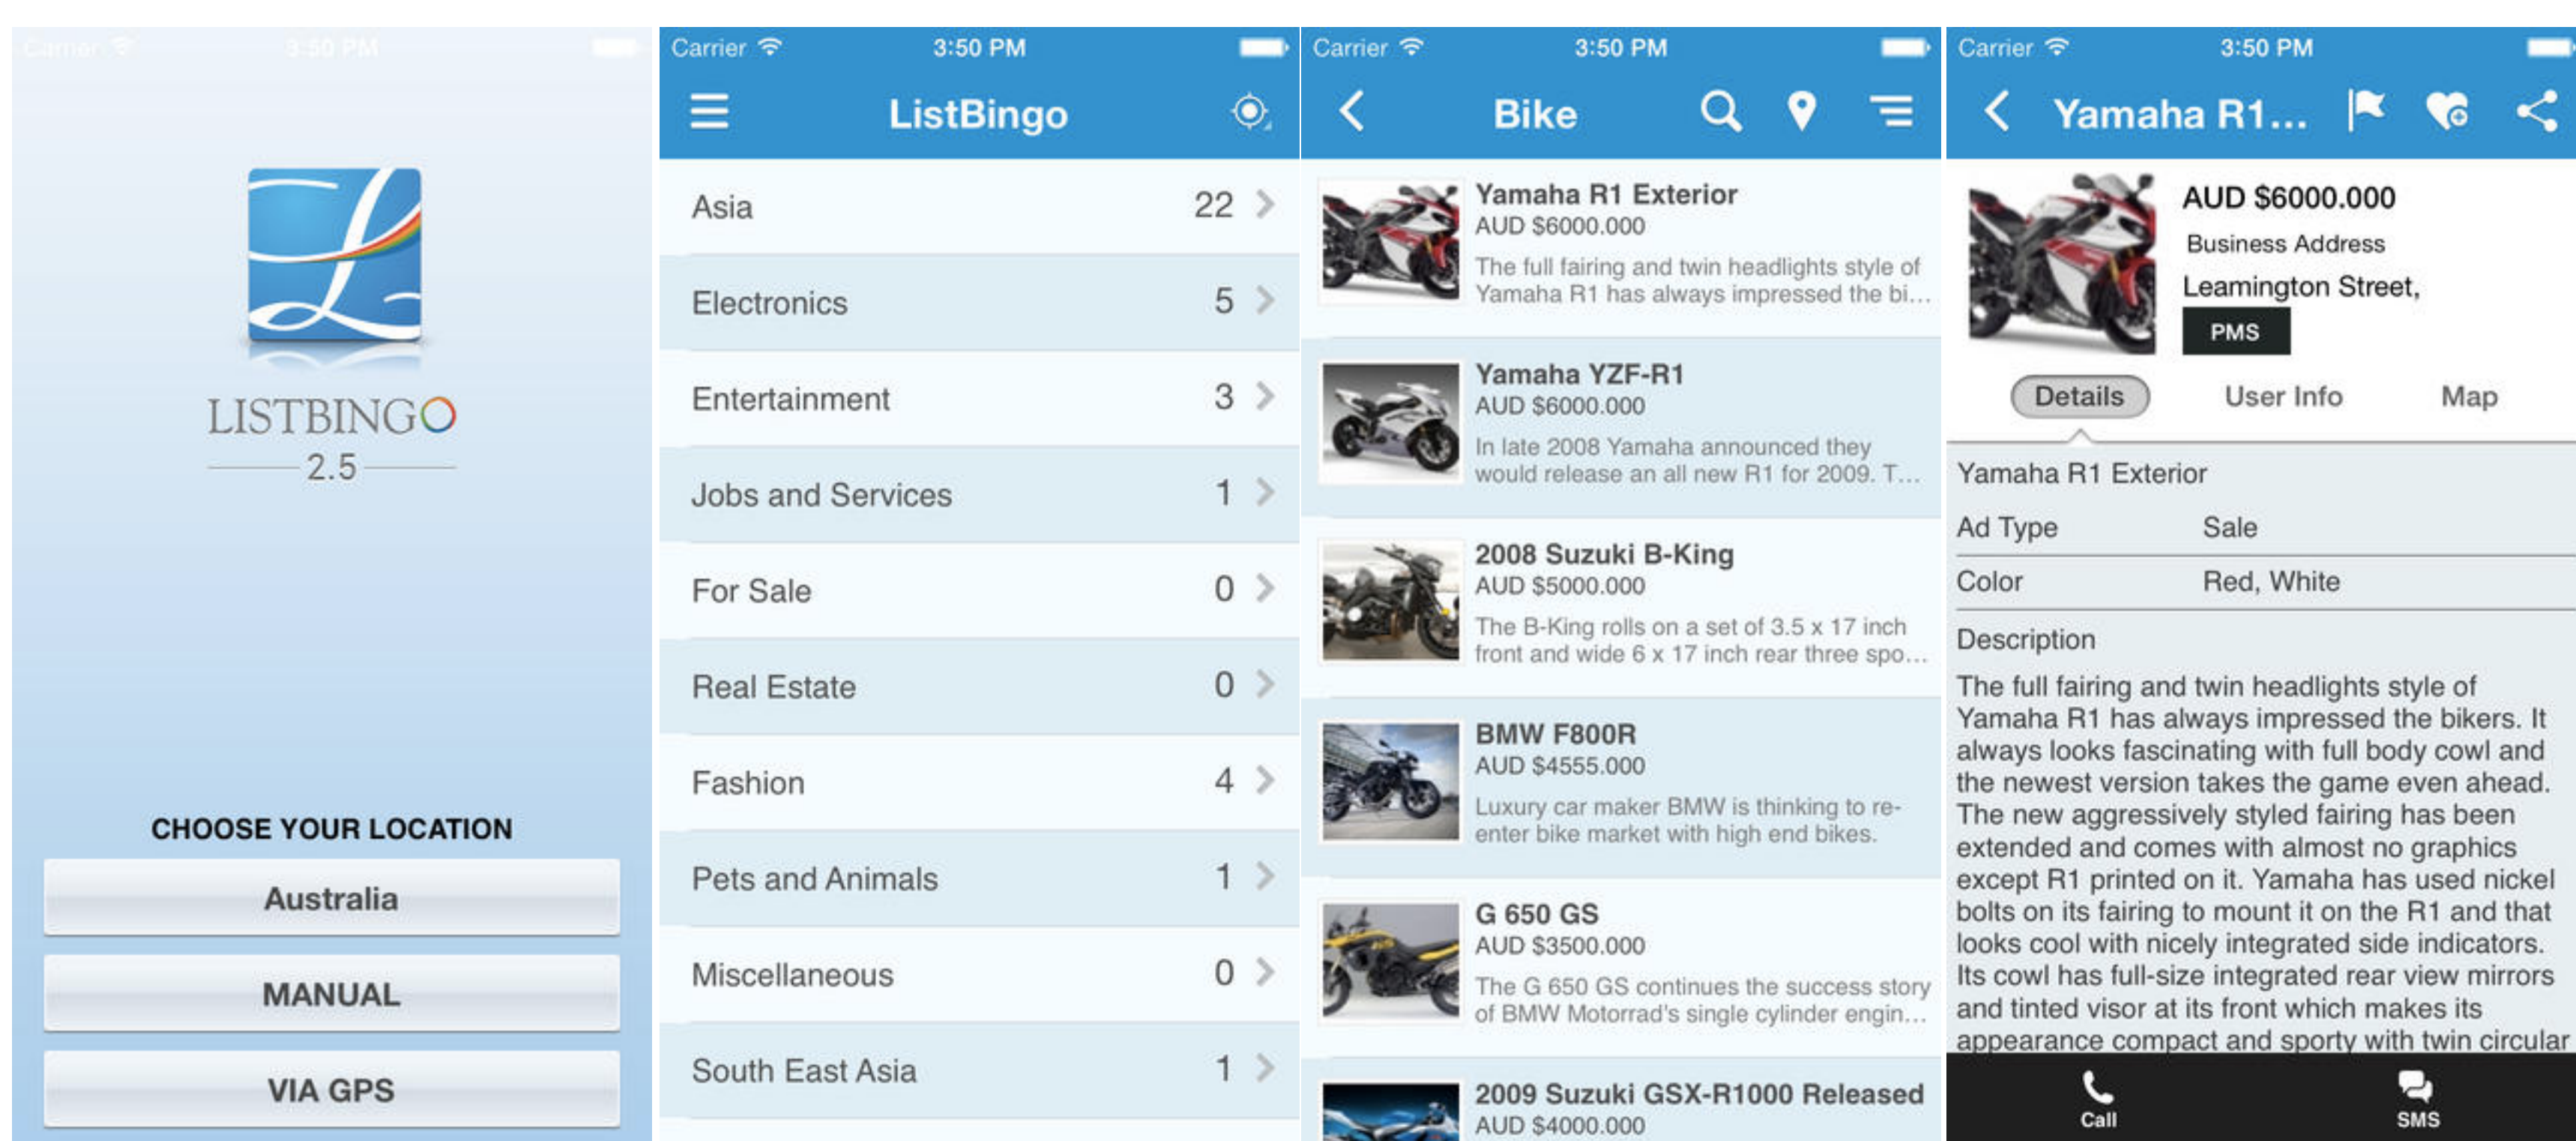 Carrier 3:50 PM
LISTBINGO
2.5
CHOOSE YOUR LOCATION
Australia
MANUAL
VIA GPS
Carrier 3:50 PM
ListBingo
Asia 22
Electronics 5
Entertainment 3
Jobs and Services 1
For Sale 0
Real Estate 0
Fashion 4
Pets and Animals 1
Miscellaneous 0
South East Asia 1
Carrier 3:50 PM
Bike
Yamaha R1 Exterior
AUD $6000.000
The full fairing and twin headlights style of
Yamaha R1 has always impressed the bi...
Yamaha YZF-R1
AUD $6000.000
In late 2008 Yamaha announced they
would release an all new R1 for 2009. T...
2008 Suzuki B-King
AUD $5000.000
The B-King rolls on a set of 3.5 x 17 inch
front and wide 6 x 17 inch rear three spo...
BMW F800R
AUD $4555.000
Luxury car maker BMW is thinking to re-
enter bike market with high end bikes.
G 650 GS
AUD $3500.000
The G 650 GS continues the success story
of BMW Motorrad's single cylinder engin...
2009 Suzuki GSX-R1000 Released
AUD $4000.000
Carrier 3:50 PM
Yamaha R1...
AUD $6000.000
Business Address
Leamington Street,
PMS
Details User Info Map
Yamaha R1 Exterior
Ad Type Sale
Color Red, White
Description
The full fairing and twin headlights style of
Yamaha R1 has always impressed the bikers. It
always looks fascinating with full body cowl and
the newest version takes the game even ahead.
The new aggressively styled fairing has been
extended and comes with almost no graphics
except R1 printed on it. Yamaha has used nickel
bolts on its fairing to mount it on the R1 and that
looks cool with nicely integrated side indicators.
Its cowl has full-size integrated rear view mirrors
and tinted visor at its front which makes its
appearance compact and sporty with twin circular
Call SMS